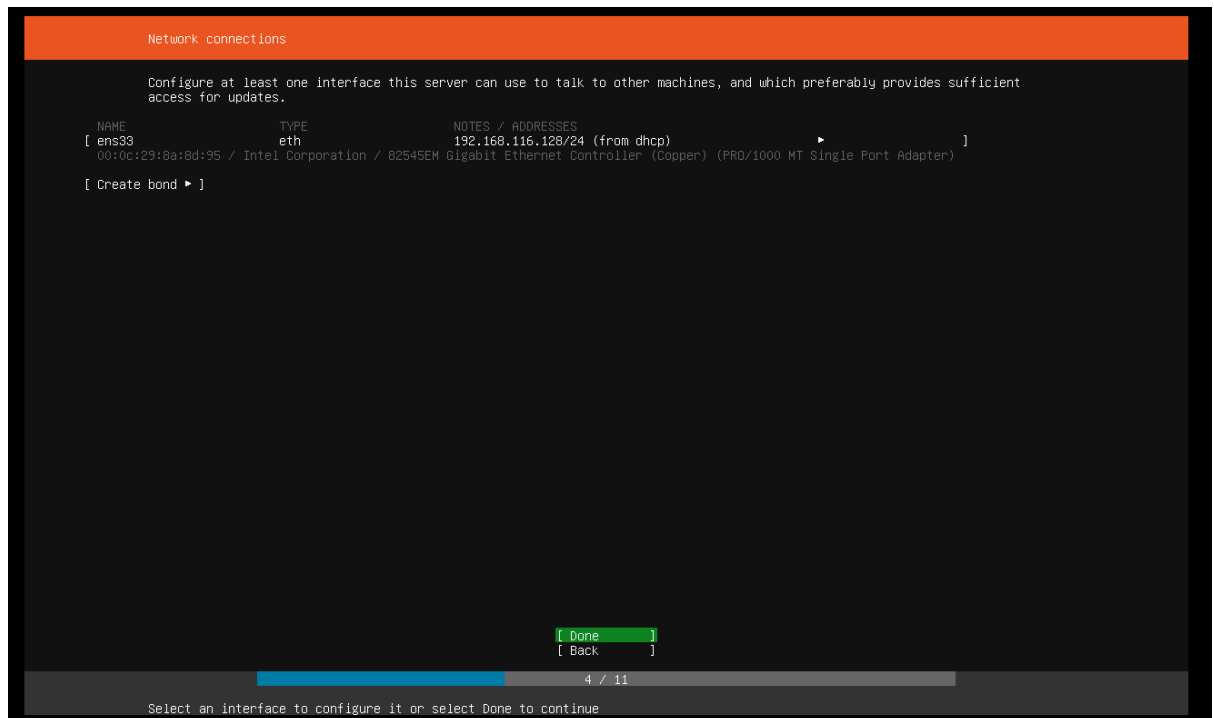 Network connections
Configure at least one interface this server can use to talk to other machines, and which preferably provides sufficient
access for updates.
NAME TYPE NOTES / ADDRESSES
[ ens33 eth 192.168.116.128/24 (from dhcp) ▸ ]
00:0c:29:8a:8d:95 / Intel Corporation / 82545EM Gigabit Ethernet Controller (Copper) (PRO/1000 MT Single Port Adapter)
[ Create bond ▸ ]
[ Done ]
[ Back ]
4 / 11
Select an interface to configure it or select Done to continue